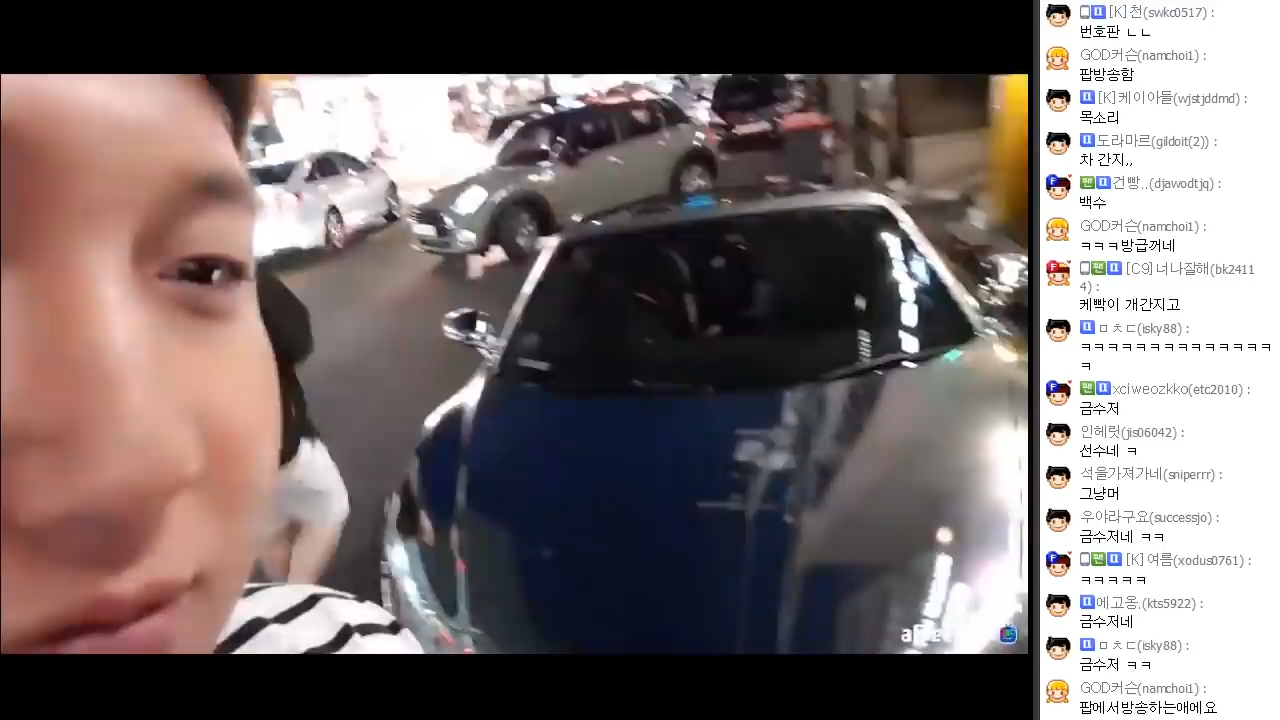 [K] 천(swkc0517) :
번호판 ㄴㄴ
GOD커슨(namchoi1) :
팝방송함
[K]케이아들(wjstjddmd) :
목소리
도라마르(gildoit(2)) :
차 간지,,
팬 건빵..(djawodtjq) :
백수
GOD커슨(namchoi1) :
ㅋㅋㅋ방급꺼네
팬 [C9] 너나잘해(bk2411
4) :
케빡이 개간지고
ㅁㅊㄷ(isky88) :
ㅋㅋㅋㅋㅋㅋㅋㅋㅋㅋㅋㅋㅋㅋ
ㅋ
팬 xciweozkko(etc2010) :
금수저
인헤럿(jis06042) :
선수네 ㅋ
석을가져가네(sniperrr) :
그냥머
우야라구요(successjo) :
금수저네 ㅋㅋ
팬 [K] 여름(xodus0761) :
ㅋㅋㅋㅋㅋ
에고옹,(kts5922) :
금수저네
ㅁㅊㄷ(isky88) :
금수저 ㅋㅋ
GOD커슨(namchoi1) :
팝에서방송하는애에요